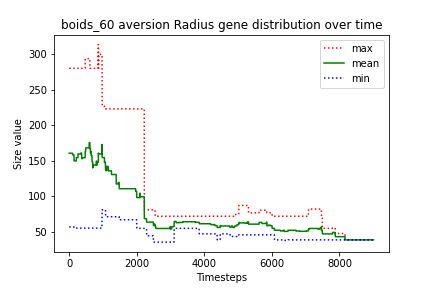 boids_60 aversion Radius gene distribution over time
max
mean
min
Size value
300
250
200
150
100
50
0
2000
4000
6000
8000
Timesteps